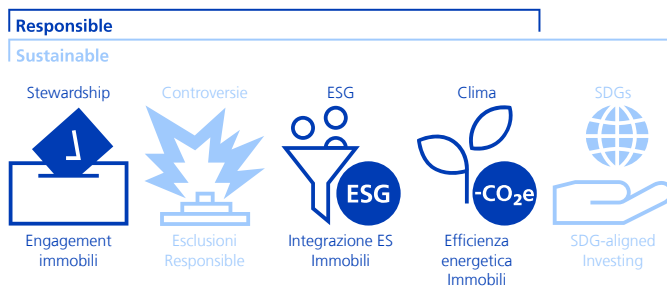 Responsible
Sustainable
Stewardship
Controversie
ESG
Clima
SDGs
ESG
-CO₂e
Engagement
immobili
Esclusioni
Responsible
Integrazione ES
Immobili
Efficienza
energetica
Immobili
SDG-aligned
Investing